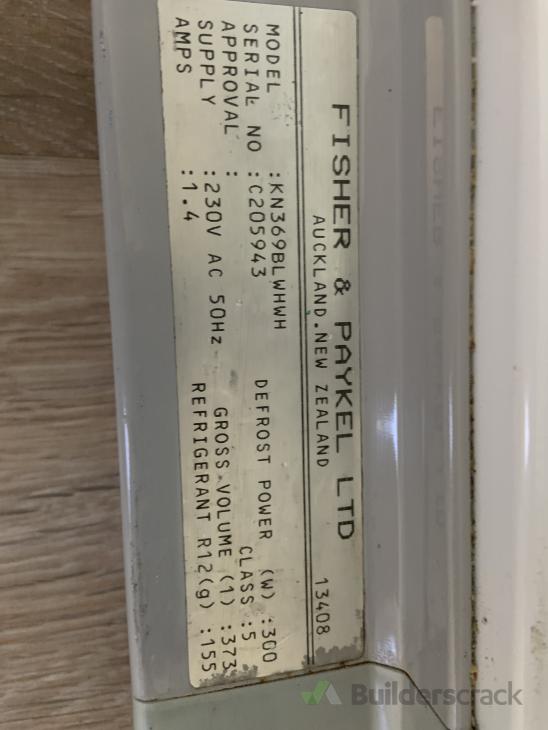 FISHER & PAYKEL LTD
AUCKLAND.NEW ZEALAND 13408
MODEL :KN369BLWHWH
SERIAL NO :C205943 DEFROST POWER (W) :300
APPROVAL : CLASS :5
SUPPLY :230V AC 50Hz GROSS VOLUME (l) :373
AMPS :1.4 REFRIGERANT R12(g) :155
Builderscrack